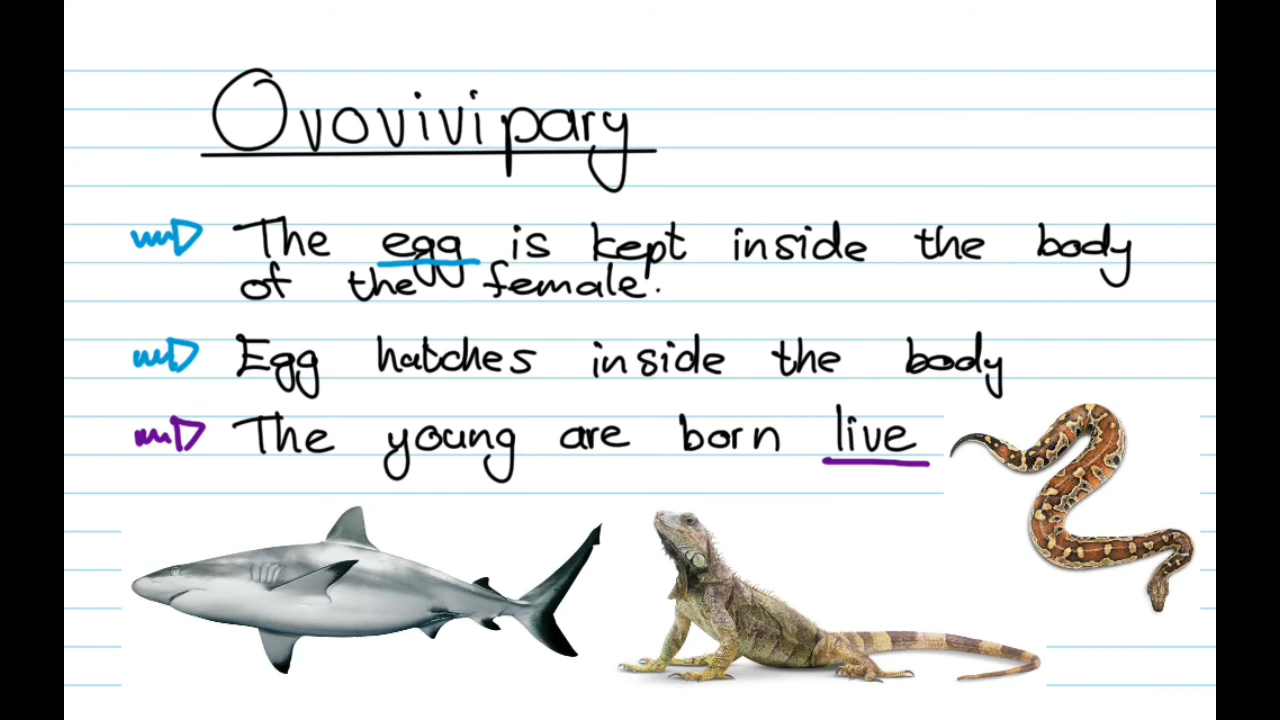 Ovovivipary
The egg is kept inside the body
of the female.
Egg hatches inside the body
The young are born live